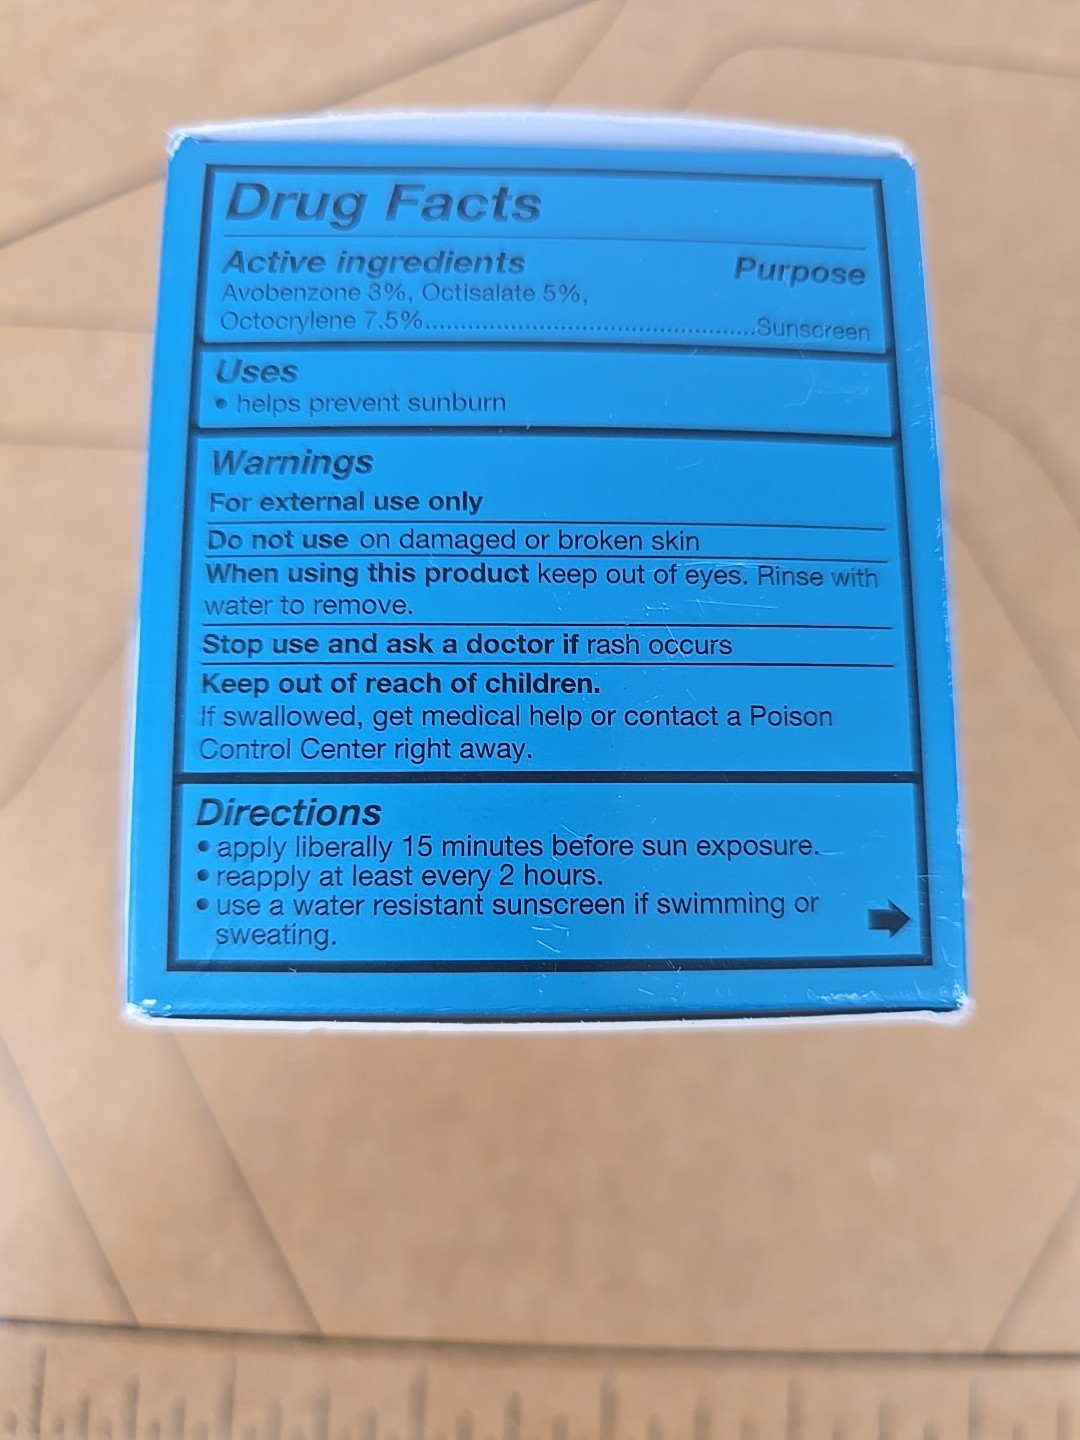 Drug Facts
Active ingredients Purpose
Avobenzone 3%, Octisalate 5%,
Octocrylene 7.5%..................................................Sunscreen
Uses
• helps prevent sunburn
Warnings
For external use only
Do not use on damaged or broken skin
When using this product keep out of eyes. Rinse with
water to remove.
Stop use and ask a doctor if rash occurs
Keep out of reach of children.
If swallowed, get medical help or contact a Poison
Control Center right away.
Directions
• apply liberally 15 minutes before sun exposure.
• reapply at least every 2 hours.
• use a water resistant sunscreen if swimming or
sweating.